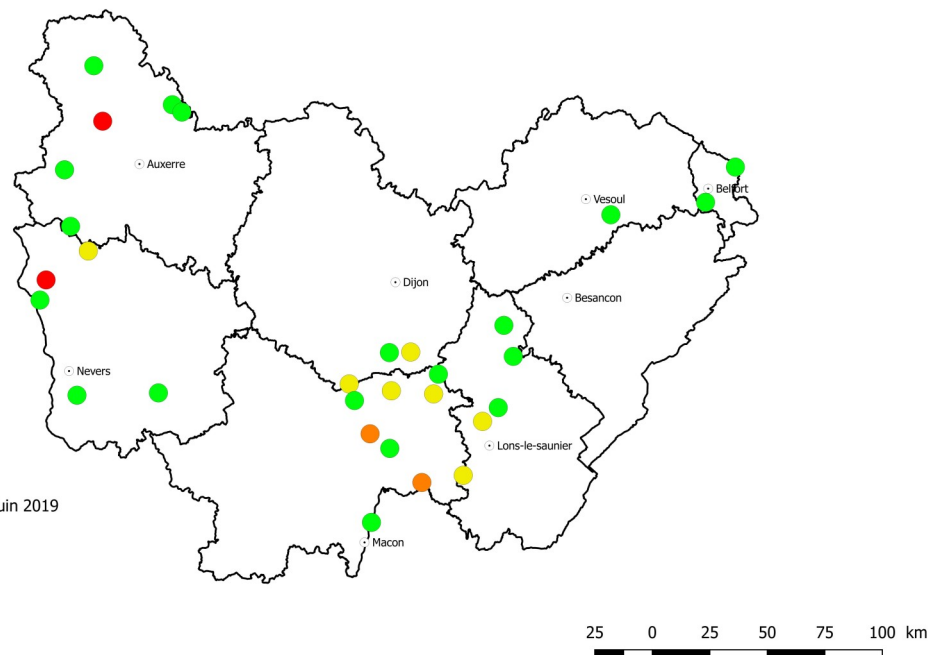 Auxerre
Belfort
Vesoul
Dijon
Besancon
Nevers
Lons-le-saunier
uin 2019
Macon
25 0 25 50 75 100 km